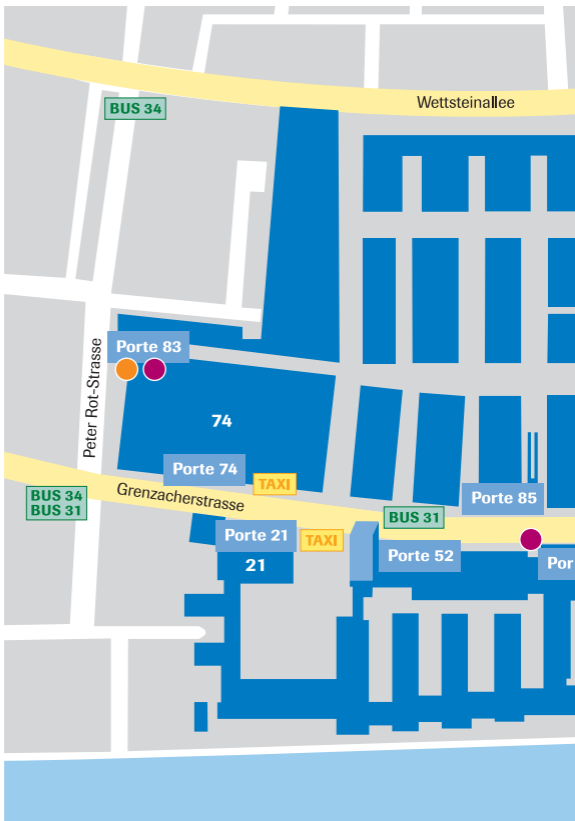 Wettsteinallee
BUS 34
Porte 83
Peter Rot-Strasse
74
Porte 74
TAXI
Grenzacherstrasse
BUS 34
BUS 31
Porte 85
BUS 31
Porte 21
TAXI
Porte 52
Por
21